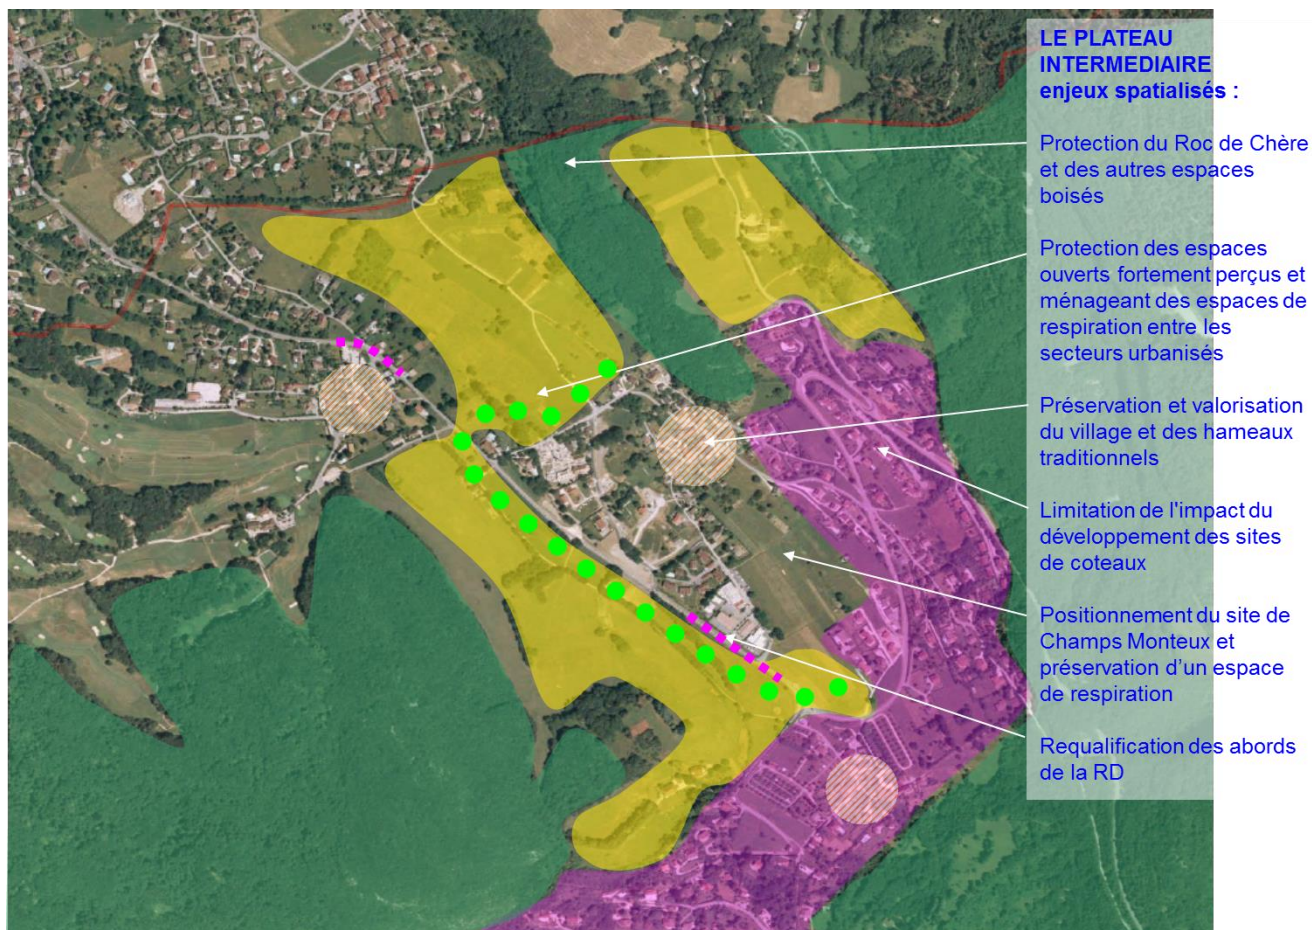 LE PLATEAU
INTERMEDIAIRE
enjeux spatialisés :
Protection du Roc de Chère
et des autres espaces
boisés
Protection des espaces
ouverts fortement perçus et
ménageant des espaces de
respiration entre les
secteurs urbanisés
Préservation et valorisation
du village et des hameaux
traditionnels
Limitation de l'impact du
développement des sites
de coteaux
Positionnement du site de
Champs Monteux et
préservation d’un espace
de respiration
Requalification des abords
de la RD